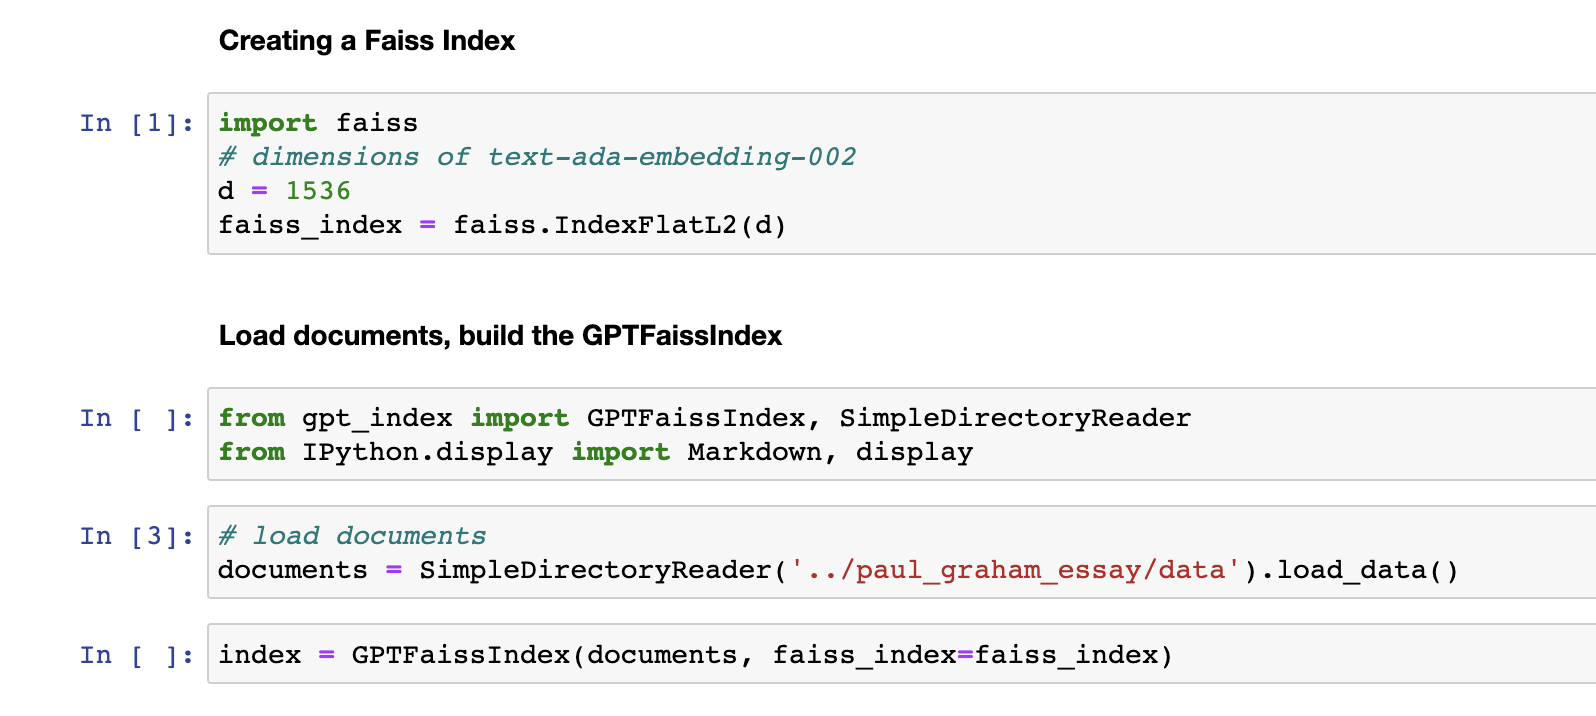 Creating a Faiss Index
In [1]: import faiss
# dimensions of text-ada-embedding-002
d = 1536
faiss_index = faiss.IndexFlatL2(d)
Load documents, build the GPTFaissIndex
In [ ]: from gpt_index import GPTFaissIndex, SimpleDirectoryReader
from IPython.display import Markdown, display
In [3]: # load documents
documents = SimpleDirectoryReader('../paul_graham_essay/data').load_data()
In [ ]: index = GPTFaissIndex(documents, faiss_index=faiss_index)